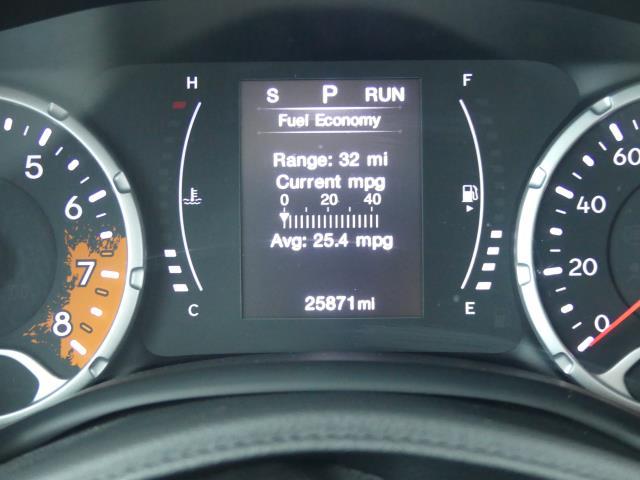 H
F
S P RUN
Fuel Economy
Range: 32 mi
Current mpg
0 20 40
Avg: 25.4 mpg
25871mi
C
E
5
6
7
8
60
40
20
0